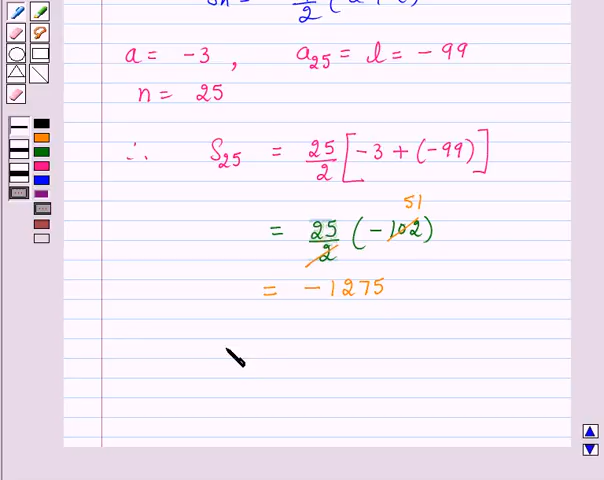 a = -3 , a₂₅ = l = -99
n = 25
∴ S₂₅ = 25/2 [-3 + (-99)]
51
= 25/2 (-102)
= -1275